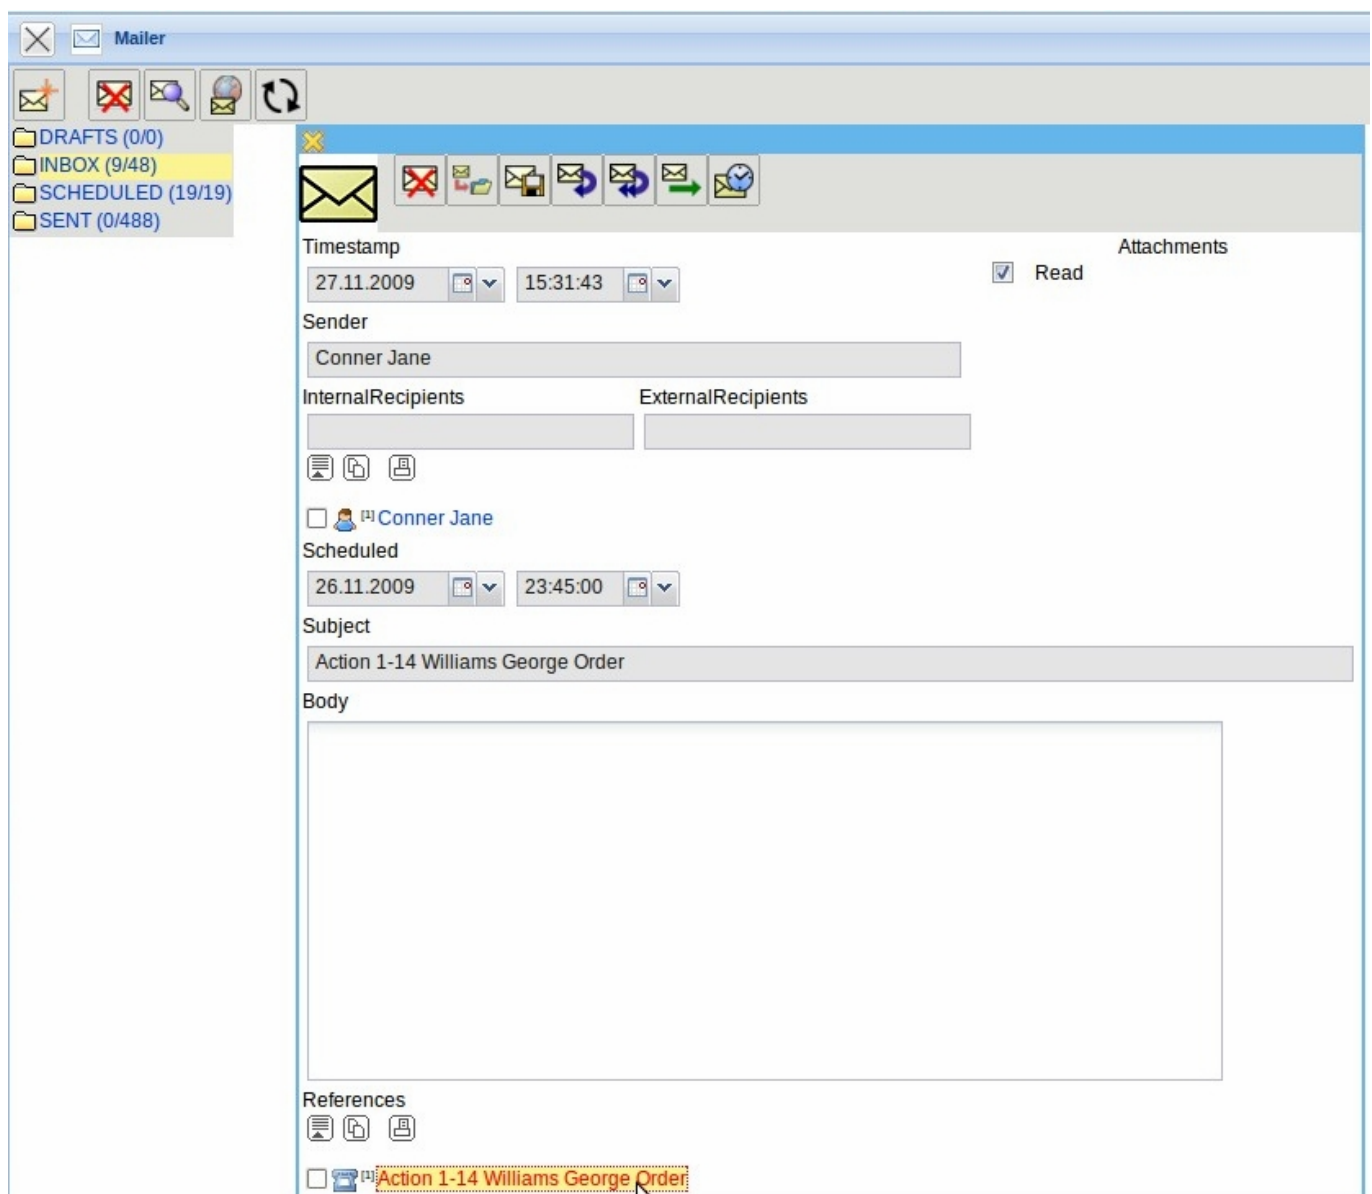 Mailer
DRAFTS (0/0)
INBOX (9/48)
SCHEDULED (19/19)
SENT (0/488)
Timestamp
Attachments
27.11.2009 15:31:43
Read
Sender
Conner Jane
InternalRecipients ExternalRecipients
[1] Conner Jane
Scheduled
26.11.2009 23:45:00
Subject
Action 1-14 Williams George Order
Body
References
[1] Action 1-14 Williams George Order